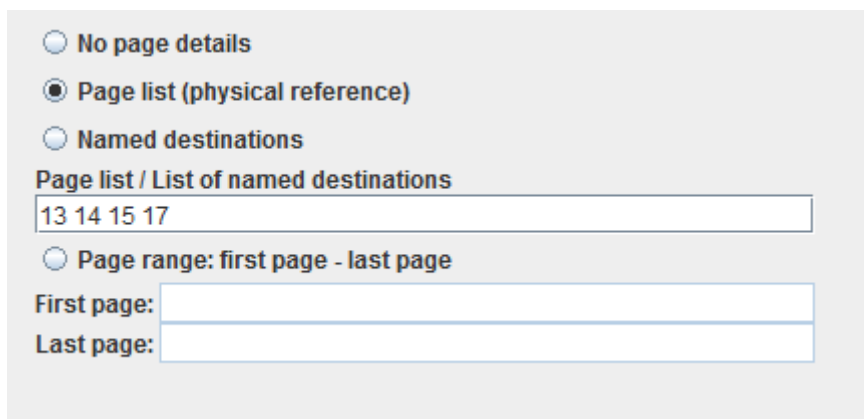 No page details
Page list (physical reference)
Named destinations
Page list / List of named destinations
13 14 15 17
Page range: first page - last page
First page:
Last page: